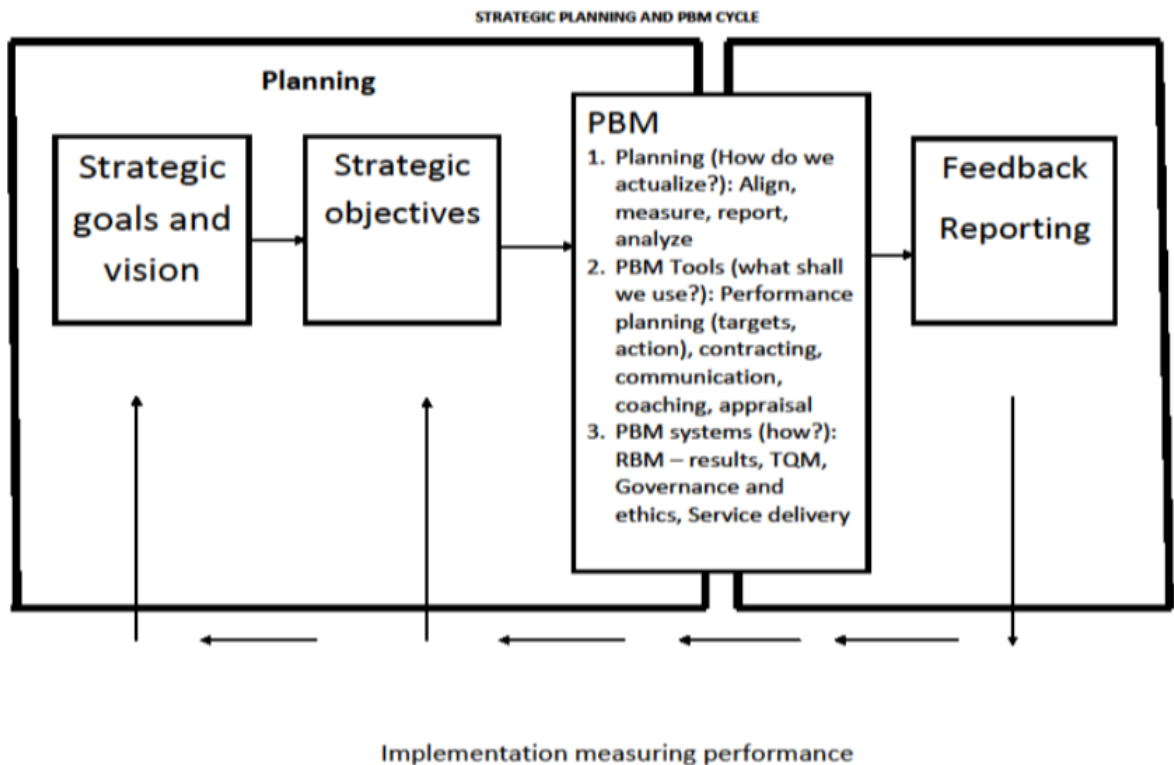 STRATEGIC PLANNING AND PBM CYCLE
Planning
Strategic
goals and
vision
Strategic
objectives
PBM
1. Planning (How do we
actualize?): Align,
measure, report,
analyze
2. PBM Tools (what shall
we use?): Performance
planning (targets,
action), contracting,
communication,
coaching, appraisal
3. PBM systems (how?):
RBM – results, TQM,
Governance and
ethics, Service delivery
Feedback
Reporting
Implementation measuring performance